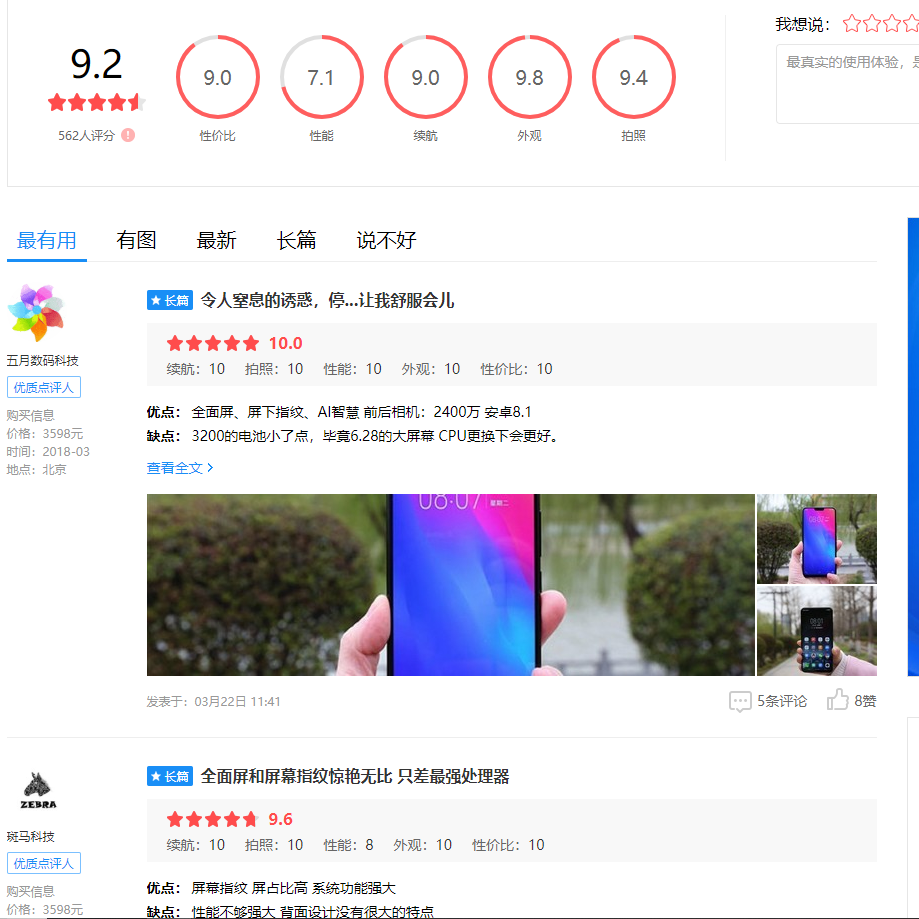 我想说：
9.2
9.0
7.1
9.0
9.8
9.4
最真实的使用体验，
562人评分
性价比
性能
续航
外观
拍照
最有用
有图
最新
长篇
说不好
长篇 令人窒息的诱惑，停...让我舒服会儿
10.0
续航：10 拍照：10 性能：10 外观：10 性价比：10
五月数码科技
优质点评人
购买信息
价格：3598元
时间：2018-03
地点：北京
优点： 全面屏、屏下指纹、AI智慧 前后相机：2400万 安卓8.1
缺点： 3200的电池小了点，毕竟6.28的大屏幕 CPU更换下会更好。
查看全文
08:07 星期二
08:07
08:01
发表于：03月22日 11:41
5条评论
8赞
长篇 全面屏和屏幕指纹惊艳无比 只差最强处理器
ZEBRA
9.6
续航：10 拍照：10 性能：8 外观：10 性价比：10
斑马科技
优质点评人
购买信息
价格：3598元
优点： 屏幕指纹 屏占比高 系统功能强大
缺点： 性能不够强大 背面设计没有很大的特点